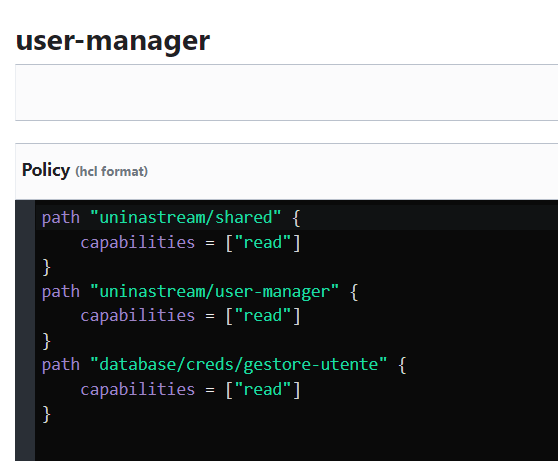 user-manager
Policy (hcl format)
path "uninastream/shared" {
    capabilities = ["read"]
}
path "uninastream/user-manager" {
    capabilities = ["read"]
}
path "database/creds/gestore-utente" {
    capabilities = ["read"]
}